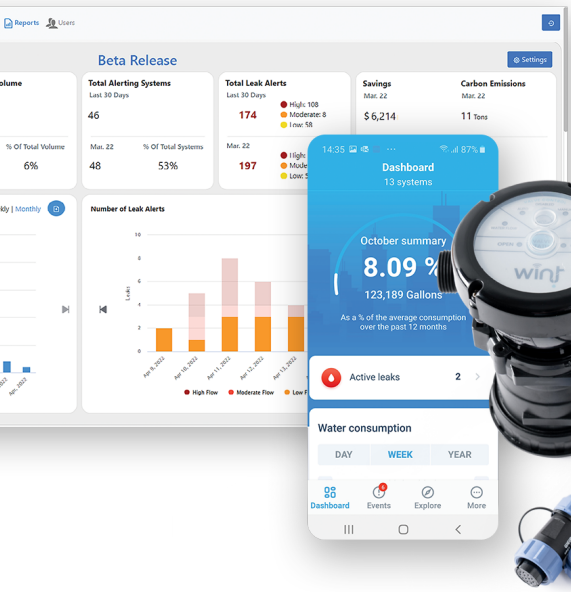 Reports Users
Beta Release
Settings
olume
Total Alerting Systems
Last 30 Days
46
Total Leak Alerts
Last 30 Days
174
High: 108
Moderate: 8
Low: 58
Savings
Mar. 22
$ 6,214
Carbon Emissions
Mar. 22
11 Tons
% Of Total Volume
6%
Mar. 22
48
% Of Total Systems
53%
Mar. 22
197
High:
Mode
Low:
kly | Monthly
Number of Leak Alerts
10
8
6
4
2
0
Leaks
Apr 9, 2022
Apr 10, 2022
Apr 11, 2022
Apr 12, 2022
Apr 13, 2022
High Flow Moderate Flow Low F
14:35 87%
Dashboard
13 systems
October summary
8.09 %
123,189 Gallons
As a % of the average consumption
over the past 12 months
Active leaks 2
Water consumption
DAY WEEK YEAR
6
Dashboard Events Explore More
wint
OPEN